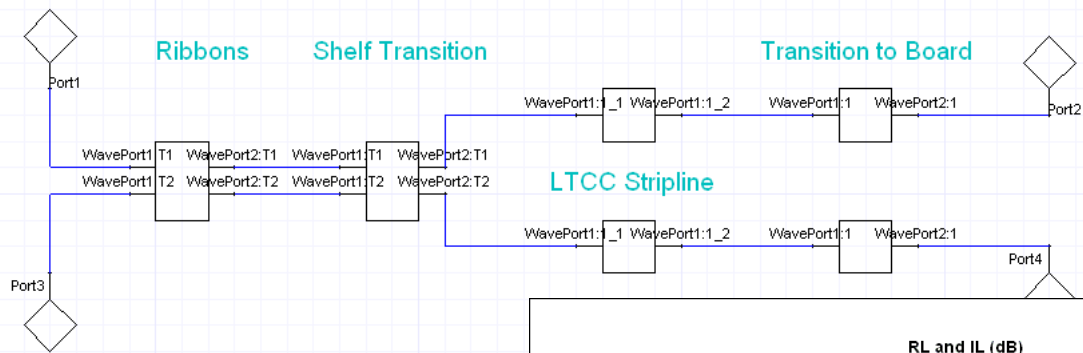 Ribbons
Shelf Transition
Transition to Board
Port1
Port2
WavePort1:1_1 WavePort1:1_2 WavePort1:1 WavePort2:1
WavePort1 T1 WavePort2:T1 WavePort1:T1 WavePort2:T1
WavePort1 T2 WavePort2:T2 WavePort1:T2 WavePort2:T2
LTCC Stripline
WavePort1:1_1 WavePort1:1_2 WavePort1:1 WavePort2:1
Port4
Port3
RL and IL (dB)